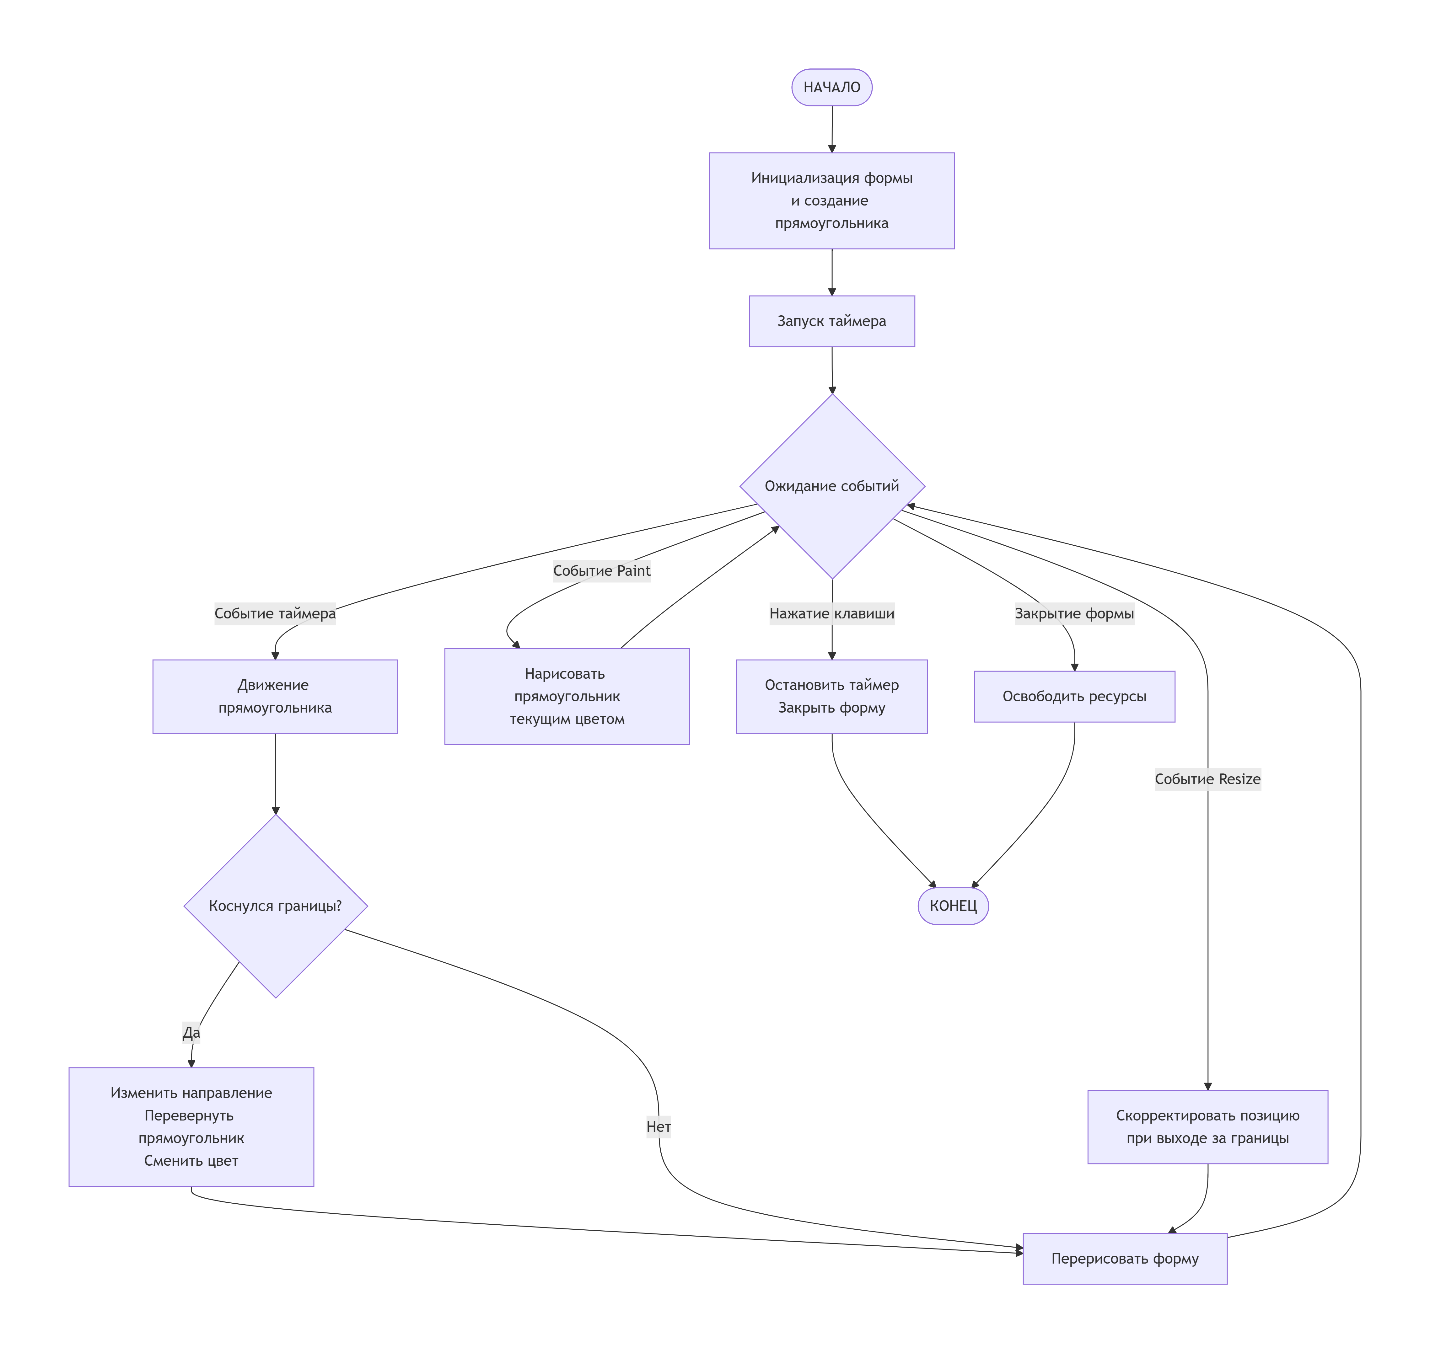 НАЧАЛО
Инициализация формы
и создание
прямоугольника
Запуск таймера
Ожидание событий
Событие Paint
Событие таймера
Нажатие клавиши
Закрытие формы
Движение
прямоугольника
Нарисовать
прямоугольник
текущим цветом
Остановить таймер
Закрыть форму
Освободить ресурсы
Событие Resize
Коснулся границы?
КОНЕЦ
Да
Изменить направление
Перевернуть
прямоугольник
Сменить цвет
Нет
Скорректировать позицию
при выходе за границы
Перерисовать форму